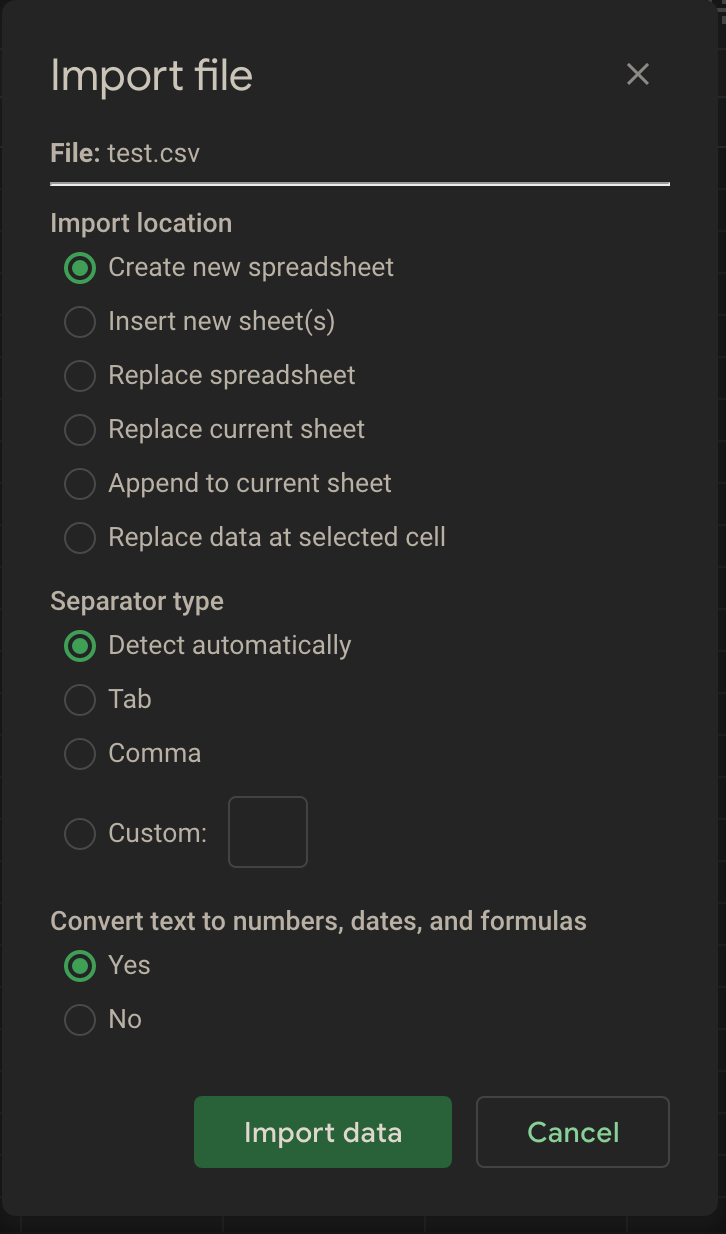 Import file
File: test.csv
Import location
Create new spreadsheet
Insert new sheet(s)
Replace spreadsheet
Replace current sheet
Append to current sheet
Replace data at selected cell
Separator type
Detect automatically
Tab
Comma
Custom:
Convert text to numbers, dates, and formulas
Yes
No
Import data Cancel